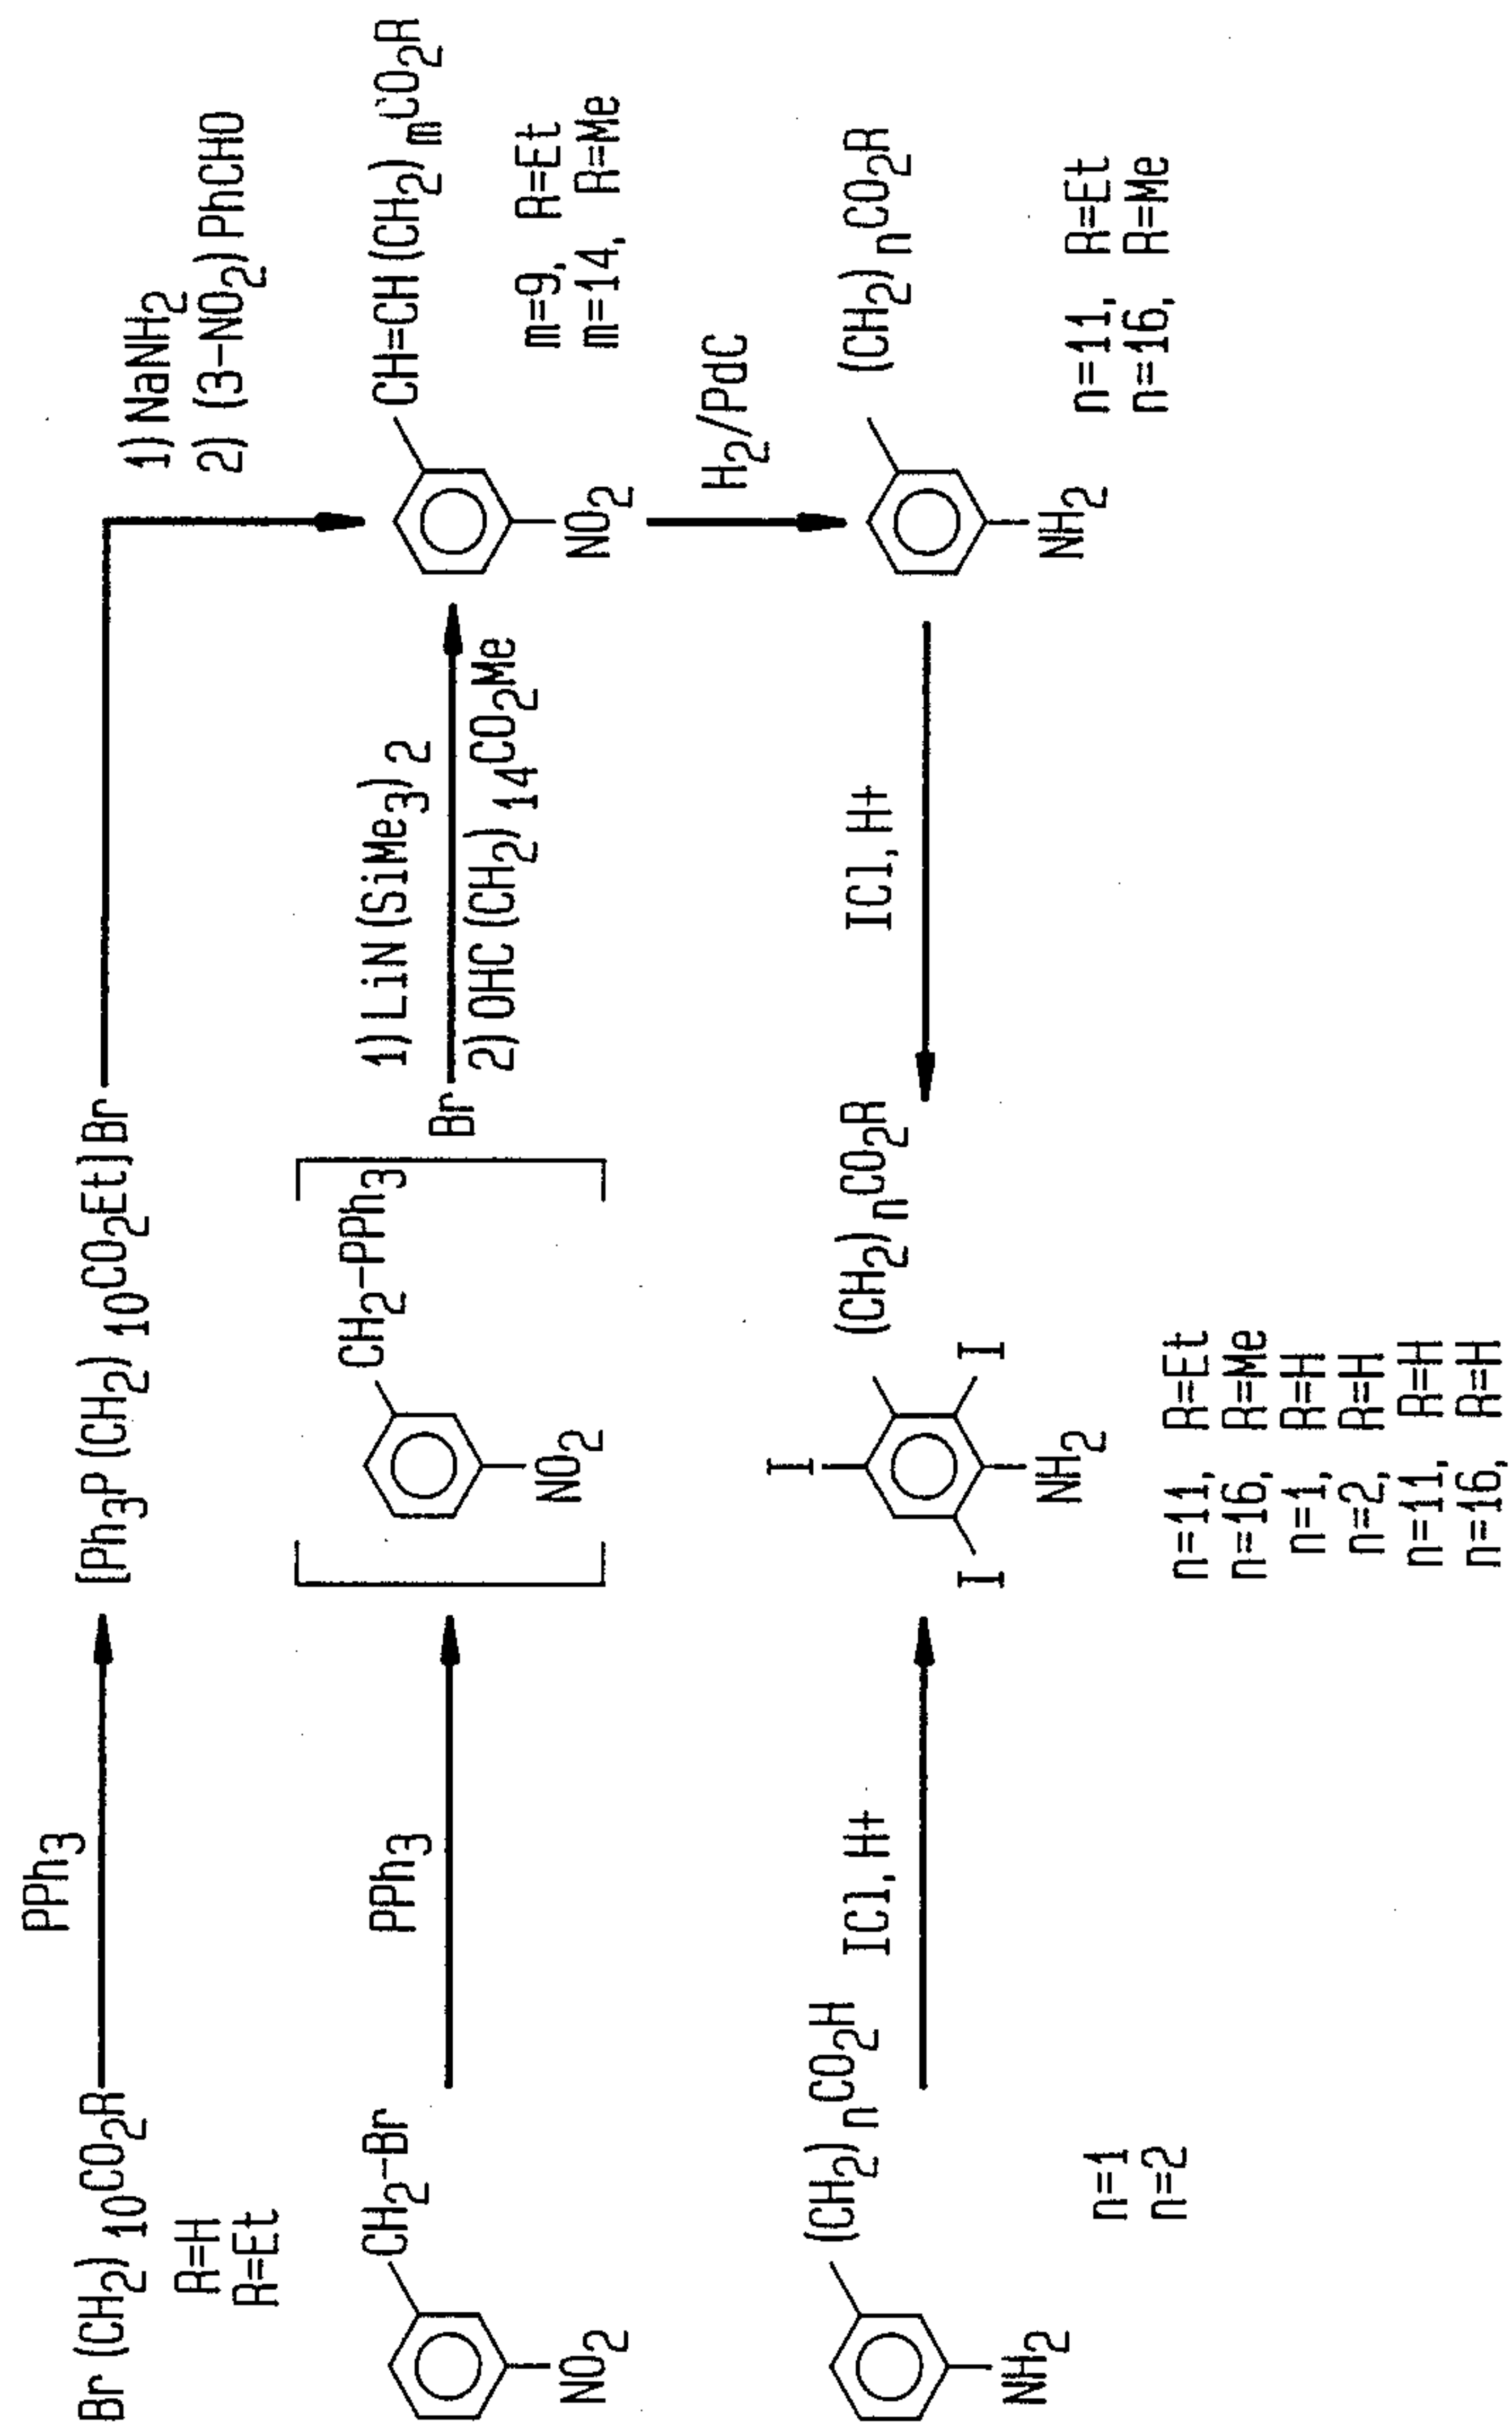 Br(CH2)10CO2R
R=H
R=Et
PPh3
[Ph3P(CH2)10CO2Et]Br
1)NaNH2
2)(3-NO2)PhCHO
CH2-Br
NO2
PPh3
CH2-PPh3
NO2
Br
1)LiN(SiMe3)2
2)OHC(CH2)14CO2Me
CH=CH(CH2)mCO2R
NO2
m=9, R=Et
m=14, R=Me
H2/PdC
(CH2)nCO2H
NH2
n=1
n=2
ICl,H+
(CH2)nCO2R
I
I
I
NH2
n=11, R=Et
n=16, R=Me
n=1, R=H
n=2, R=H
n=11, R=H
n=16, R=H
ICl,H+
(CH2)nCO2R
NH2
n=11, R=Et
n=16, R=Me